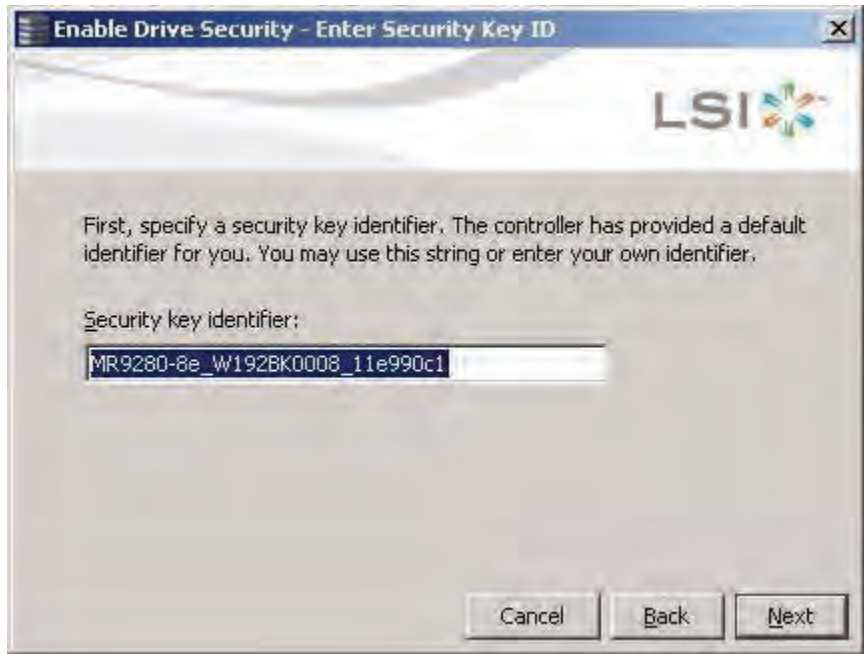 Enable Drive Security - Enter Security Key ID
LSI
First, specify a security key identifier. The controller has provided a default
identifier for you. You may use this string or enter your own identifier.
Security key identifier:
MR9280-8e_W192BK0008_11e990c1
Cancel Back Next